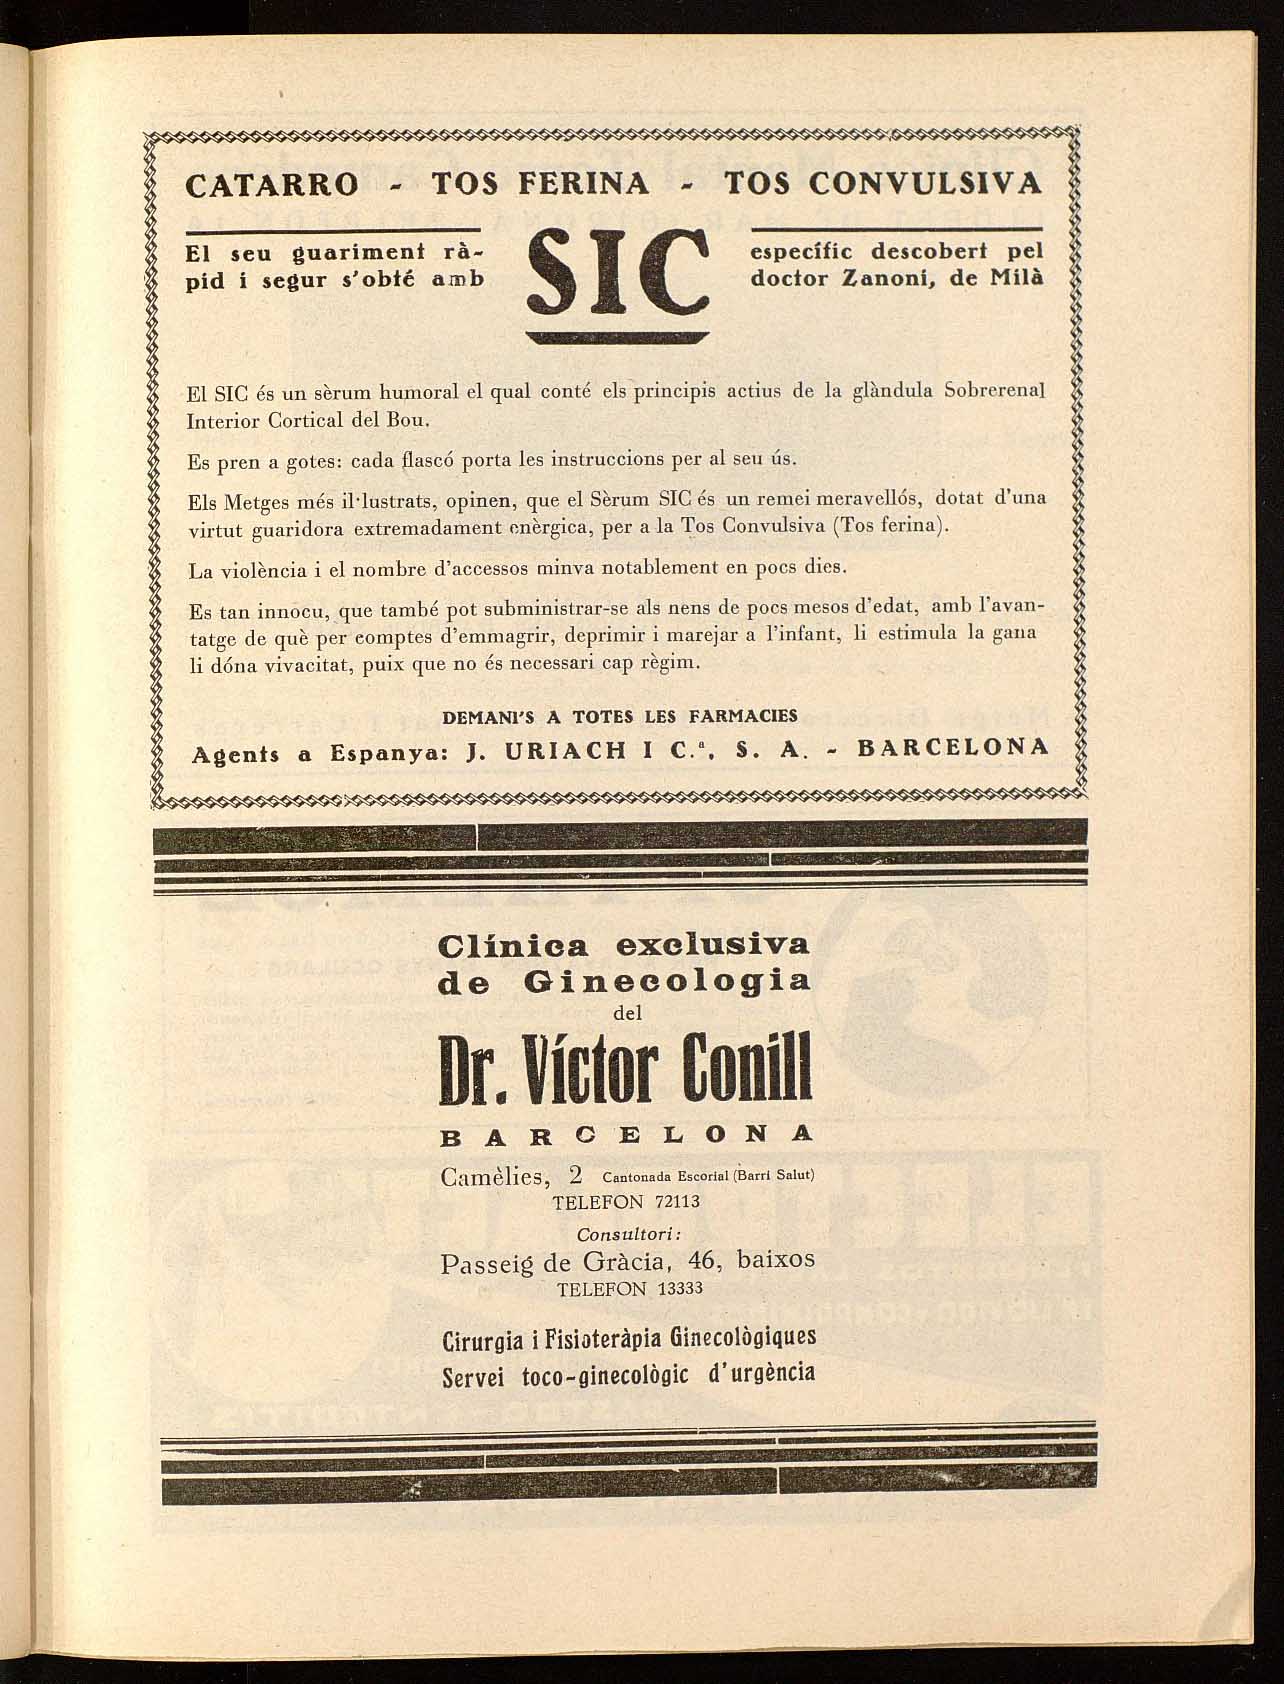 CATARRO - TOS FERINA - TOS CONVULSIVA
El seu guariment rà-
pid i segur s'obté amb
SIC
específic descobert pel
doctor Zanoni, de Milà
El SIC és un sèrum humoral el qual conté els principis actius de la glàndula Sobrerenal
Interior Cortical del Bou.
Es pren a gotes: cada flascó porta les instruccions per al seu ús.
Els Metges més il·lustrats, opinen, que el Sèrum SIC és un remei meravellós, dotat d'una
virtut guaridora extremadament enèrgica, per a la Tos Convulsiva (Tos ferina).
La violència i el nombre d'accessos minva notablement en pocs dies.
Es tan innocu, que també pot subministrar-se als nens de pocs mesos d'edat, amb l'avan-
tatge de què per comptes d'emmagrir, deprimir i marejar a l'infant, li estimula la gana
li dóna vivacitat, puix que no és necessari cap règim.
DEMANI'S A TOTES LES FARMACIES
Agents a Espanya: J. URIACH I C.ª, S. A. - BARCELONA
Clínica exclusiva
de Ginecologia
del
Dr. Víctor Conill
BARCELONA
Camèlies, 2 Cantonada Escorial (Barri Salut)
TELEFON 72113
Consultori:
Passeig de Gràcia, 46, baixos
TELEFON 13333
Cirurgia i Fisioteràpia Ginecològiques
Servei toco-ginecològic d'urgència